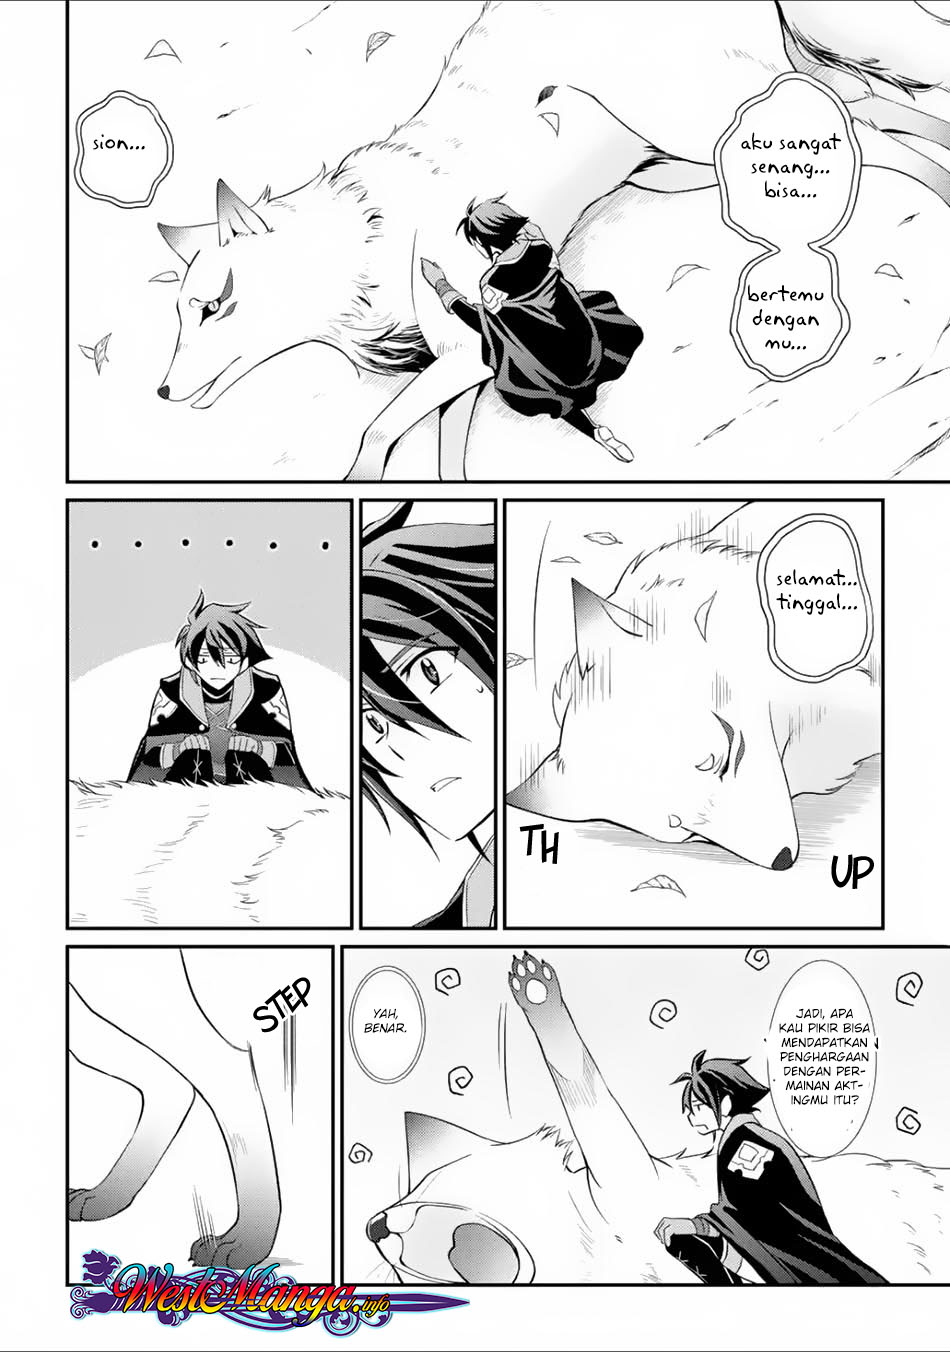 aku sangat
senang...
bisa...
bertemu
dengan
mu...
sion...
selamat...
tinggal...
TH
UP
JADI, APA
KAU PIKIR BISA
MENDAPATKAN
PENGHARGAAN
DENGAN PER-
MAINAN AKT-
INGMU ITU?
YAH,
BENAR.
STEP
WestManga.info